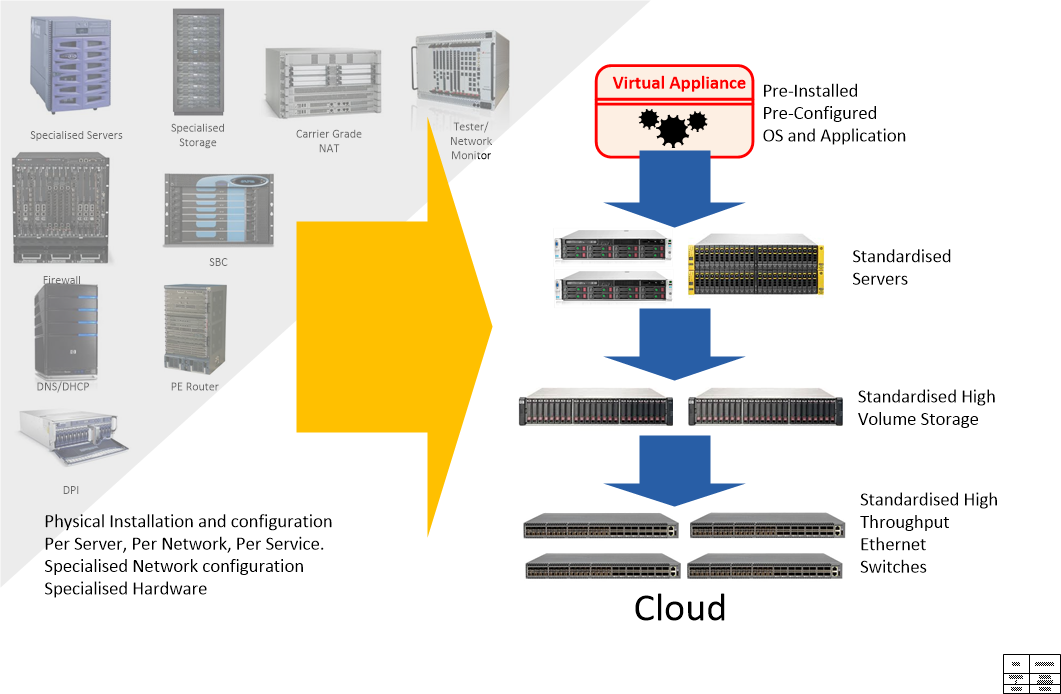 Specialised Servers
Specialised
Storage
Carrier Grade
NAT
Tester/
Network
Monitor
Firewall
SBC
DNS/DHCP
PE Router
DPI
Physical Installation and configuration
Per Server, Per Network, Per Service.
Specialised Network configuration
Specialised Hardware
Virtual Appliance
Pre-Installed
Pre-Configured
OS and Application
Standardised
Servers
Standardised High
Volume Storage
Standardised High
Throughput
Ethernet
Switches
Cloud